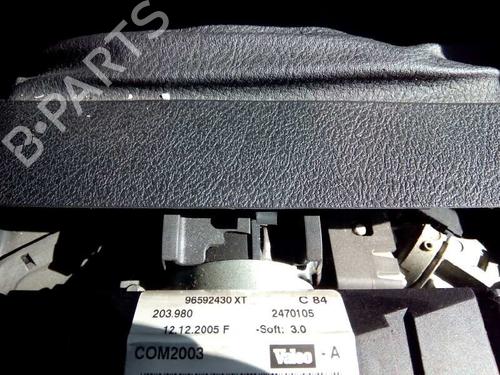 B-PARTS
96592430 XT C 84
203.980 2470105
12.12.2005 F -Soft: 3.0
COM2003 Valeo - A